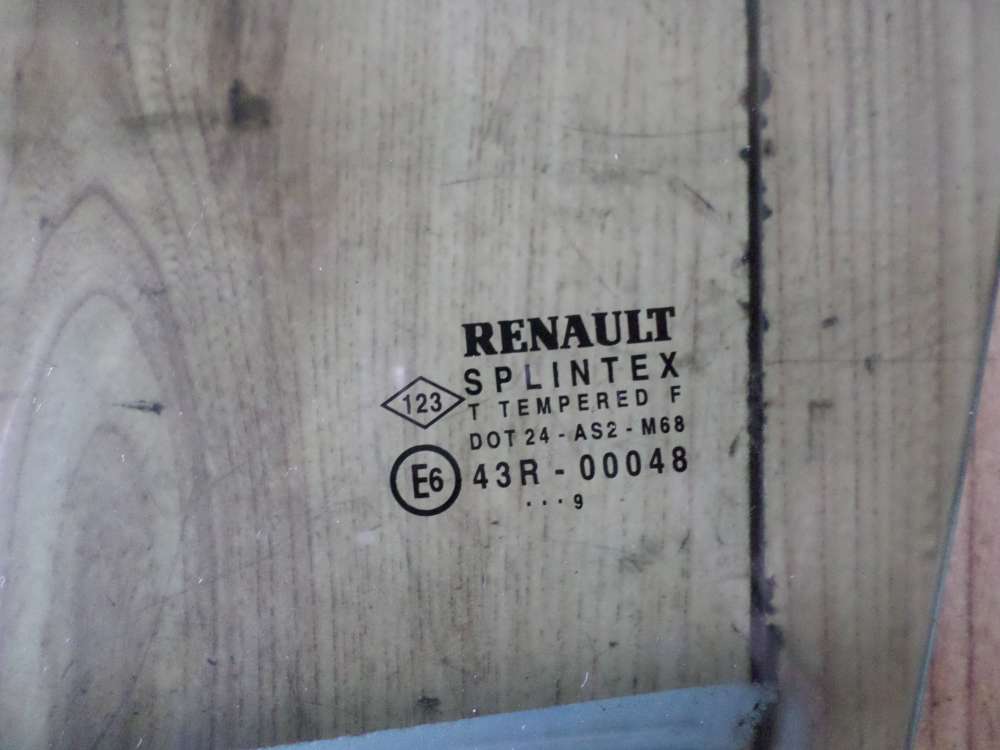 RENAULT
SPLINTEX
123
T TEMPERED F
DOT 24 - AS2 - M68
E6 43R - 00048
... 9